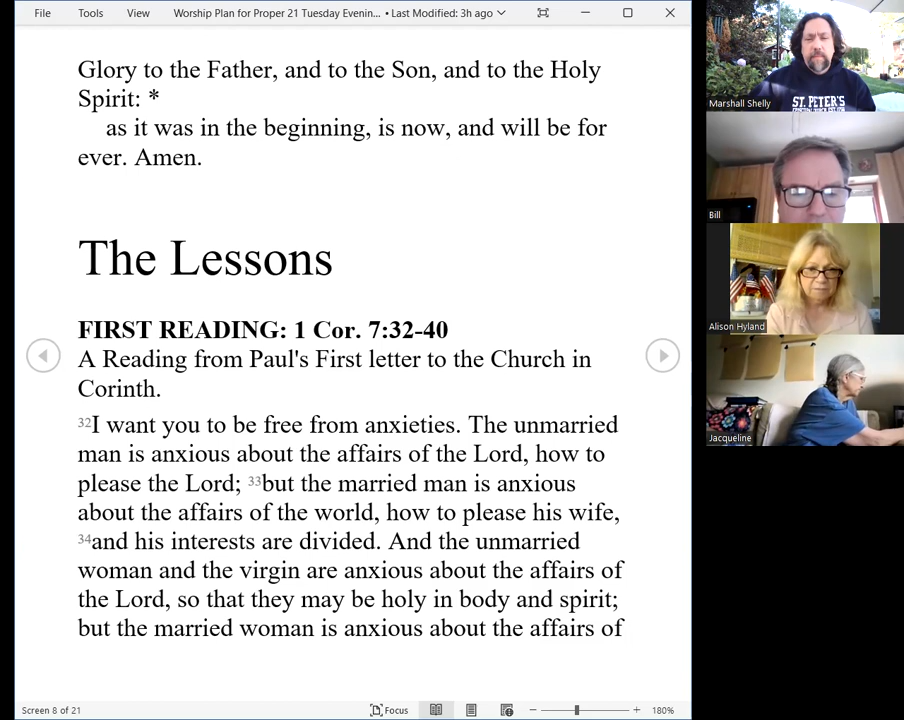 File Tools View Worship Plan for Proper 21 Tuesday Evenin... • Last Modified: 3h ago
Glory to the Father, and to the Son, and to the Holy
Spirit: *
as it was in the beginning, is now, and will be for
ever. Amen.
The Lessons
FIRST READING: 1 Cor. 7:32-40
A Reading from Paul's First letter to the Church in
Corinth.
32I want you to be free from anxieties. The unmarried
man is anxious about the affairs of the Lord, how to
please the Lord; 33but the married man is anxious
about the affairs of the world, how to please his wife,
34and his interests are divided. And the unmarried
woman and the virgin are anxious about the affairs of
the Lord, so that they may be holy in body and spirit;
but the married woman is anxious about the affairs of
Screen 8 of 21 Focus 180%
ST. PETER'S
Marshall Shelly
Bill
Alison Hyland
Jacqueline